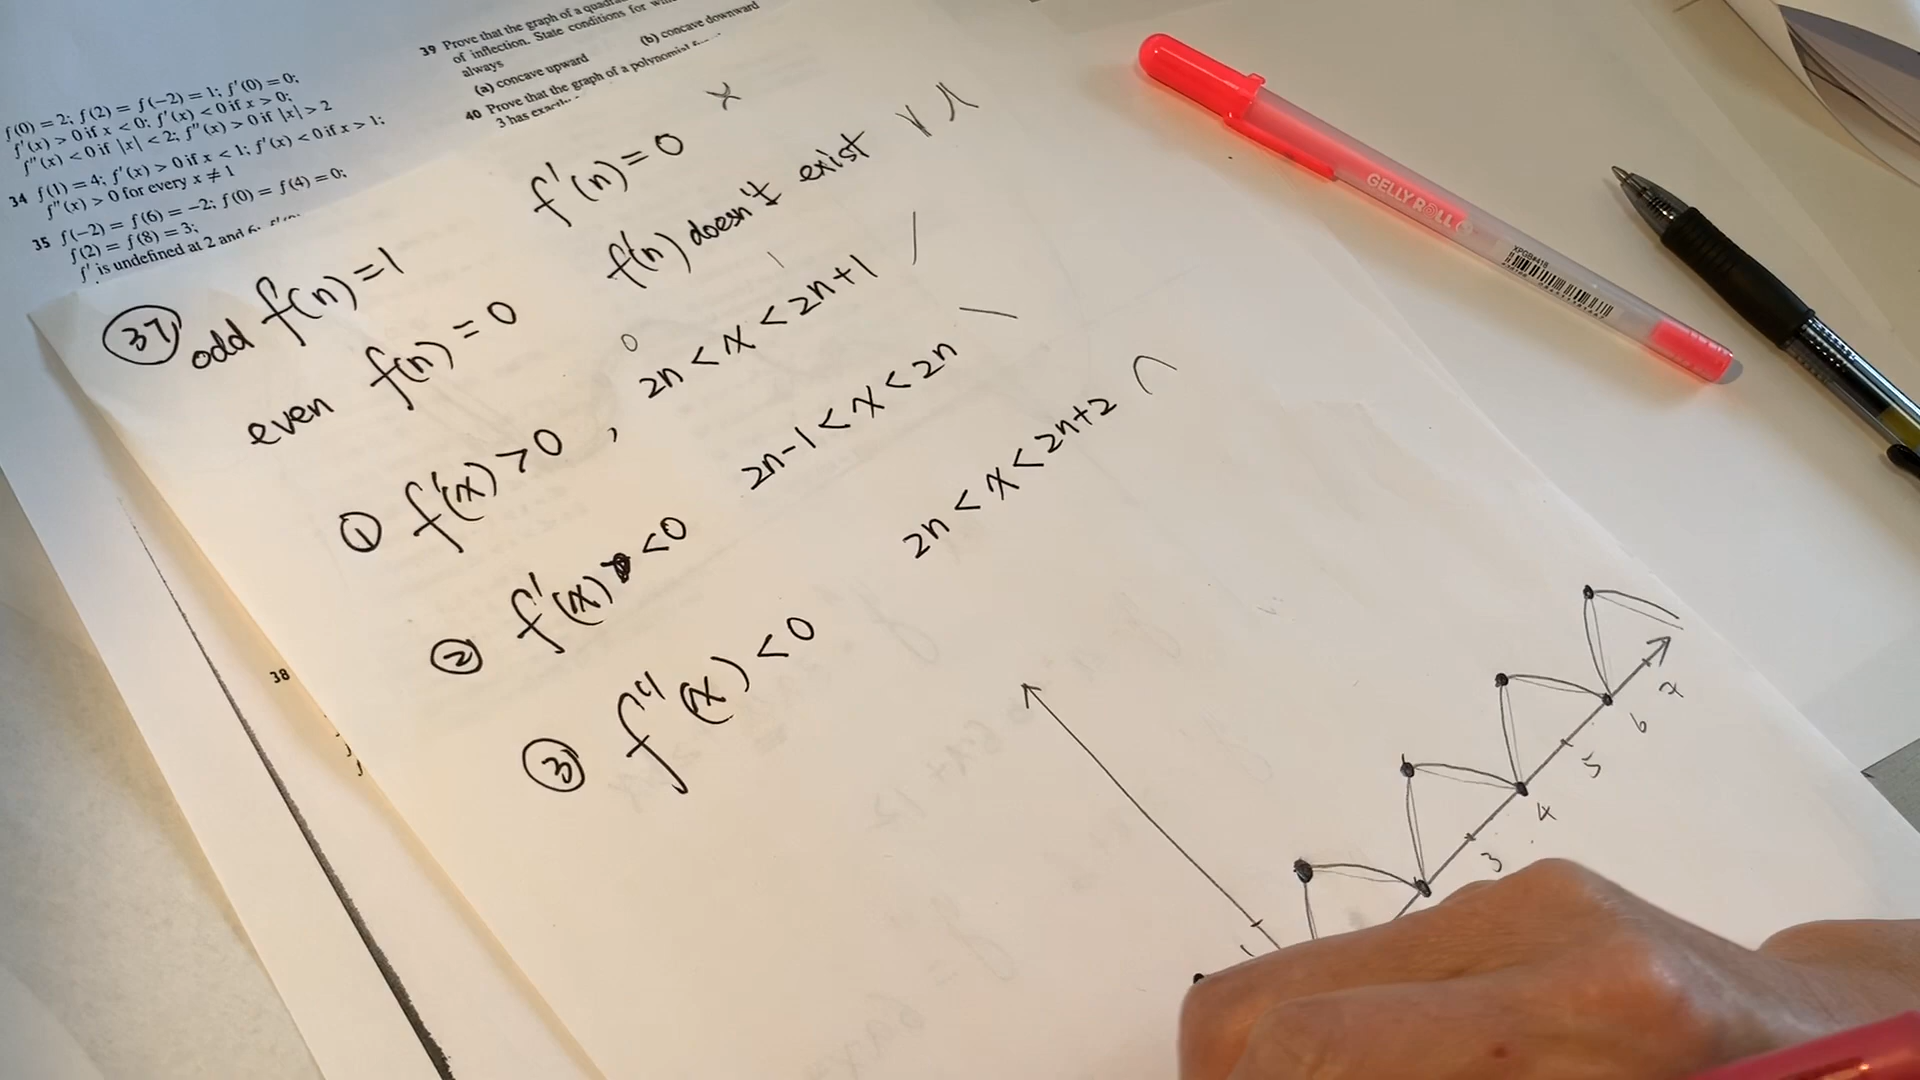 f(0) = 2; f(2) = f(−2) = 1; f′(0) = 0;
f′(x) > 0 if x < 0; f′(x) < 0 if x > 0;
f″(x) < 0 if |x| < 2; f″(x) > 0 if |x| > 2
34 f(1) = 4; f′(x) > 0 if x < 1; f′(x) < 0 if x > 1;
f″(x) > 0 for every x ≠ 1
35 f(−2) = f(6) = −2; f(0) = f(4) = 0;
f(2) = f(8) = 3;
f′ is undefined at 2 and 6;
39 Prove that the graph of a
of inflection. State conditions for
always
(a) concave upward (b) concave downward
40 Prove that the graph of a polynomial
3 has
37 odd f(n) = 1 f′(n) = 0
even f(n) = 0 f′(n) doesn't exist
① f′(x) > 0 , 2n < x < 2n+1
0 1
② f′(x) < 0 2n-1 < x < 2n
③ f″(x) < 0 2n < x < 2n+2
38
1
3 4 5 6 7
GELLY ROLL
XPGB#418